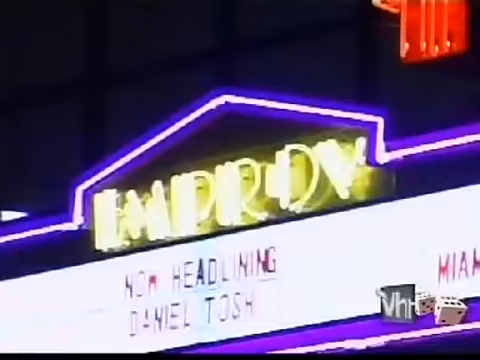 IMPROV
NOW HEADLINING
DANIEL TOSH
MIAM
Vh1